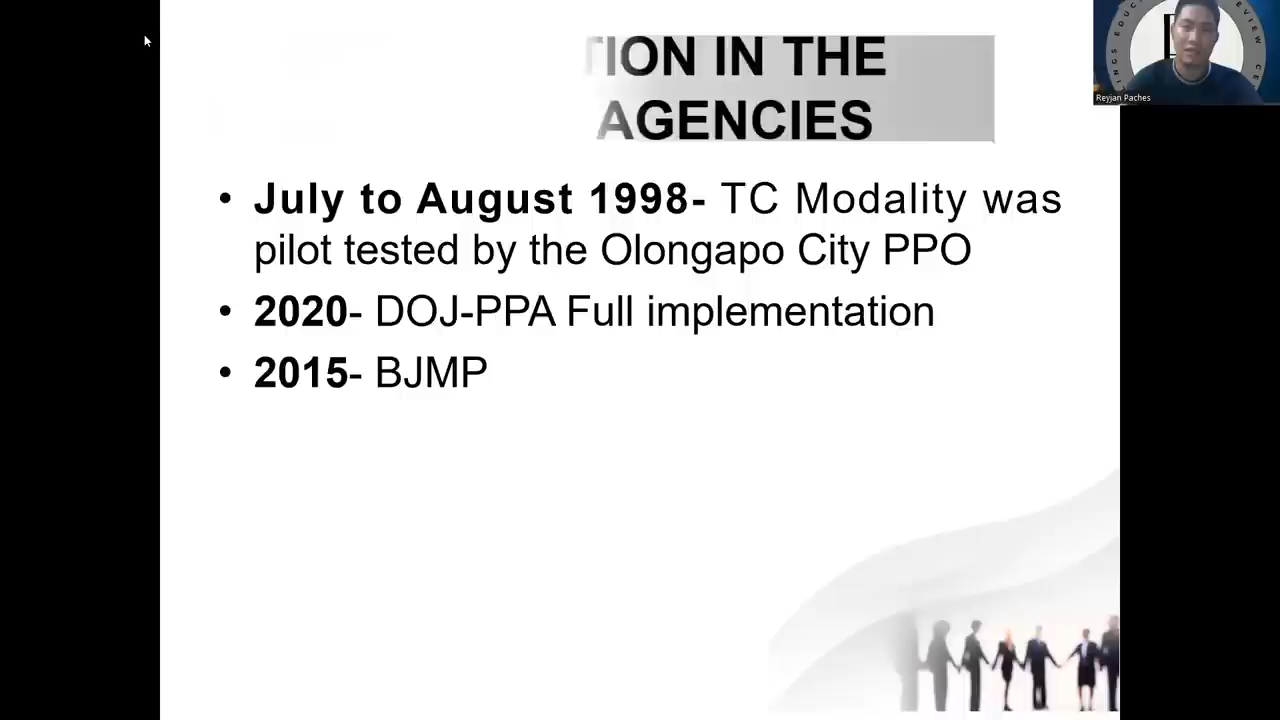 TION IN THE
AGENCIES
• July to August 1998- TC Modality was
pilot tested by the Olongapo City PPO
• 2020- DOJ-PPA Full implementation
• 2015- BJMP
Reyjan Paches